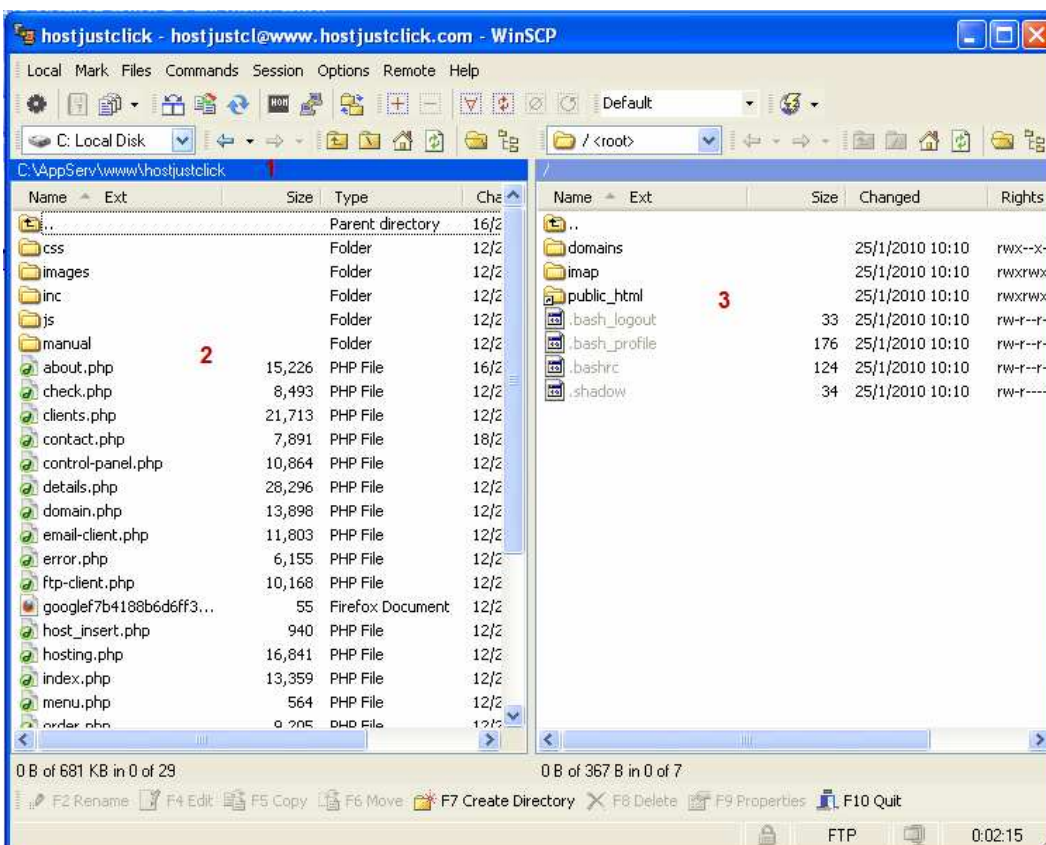 hostjustclick - hostjustcl@www.hostjustclick.com - WinSCP
Local Mark Files Commands Session Options Remote Help
Default
C: Local Disk / <root>
C:\AppServ\www\hostjustclick 1 /
Name Ext Size Type Cha Name Ext Size Changed Rights
.. Parent directory 16/2 ..
css Folder 12/2 domains 25/1/2010 10:10 rwx--x-
images Folder 12/2 imap 25/1/2010 10:10 rwxrwx
inc Folder 12/2 public_html 3 25/1/2010 10:10 rwxrwx
js Folder 12/2 .bash_logout 33 25/1/2010 10:10 rw-r--r-
manual Folder 12/2 .bash_profile 176 25/1/2010 10:10 rw-r--r-
2
about.php 15,226 PHP File 16/2 .bashrc 124 25/1/2010 10:10 rw-r--r-
check.php 8,493 PHP File 12/2 .shadow 34 25/1/2010 10:10 rw-r----
clients.php 21,713 PHP File 12/2
contact.php 7,891 PHP File 18/2
control-panel.php 10,864 PHP File 12/2
details.php 28,296 PHP File 12/2
domain.php 13,898 PHP File 12/2
email-client.php 11,803 PHP File 12/2
error.php 6,155 PHP File 12/2
ftp-client.php 10,168 PHP File 12/2
googlef7b4188b6d6ff3... 55 Firefox Document 12/2
host_insert.php 940 PHP File 12/2
hosting.php 16,841 PHP File 12/2
index.php 13,359 PHP File 12/2
menu.php 564 PHP File 12/2
order.php 9,205 PHP File 12/2
0 B of 681 KB in 0 of 29 0 B of 367 B in 0 of 7
F2 Rename F4 Edit F5 Copy F6 Move F7 Create Directory F8 Delete F9 Properties F10 Quit
FTP 0:02:15